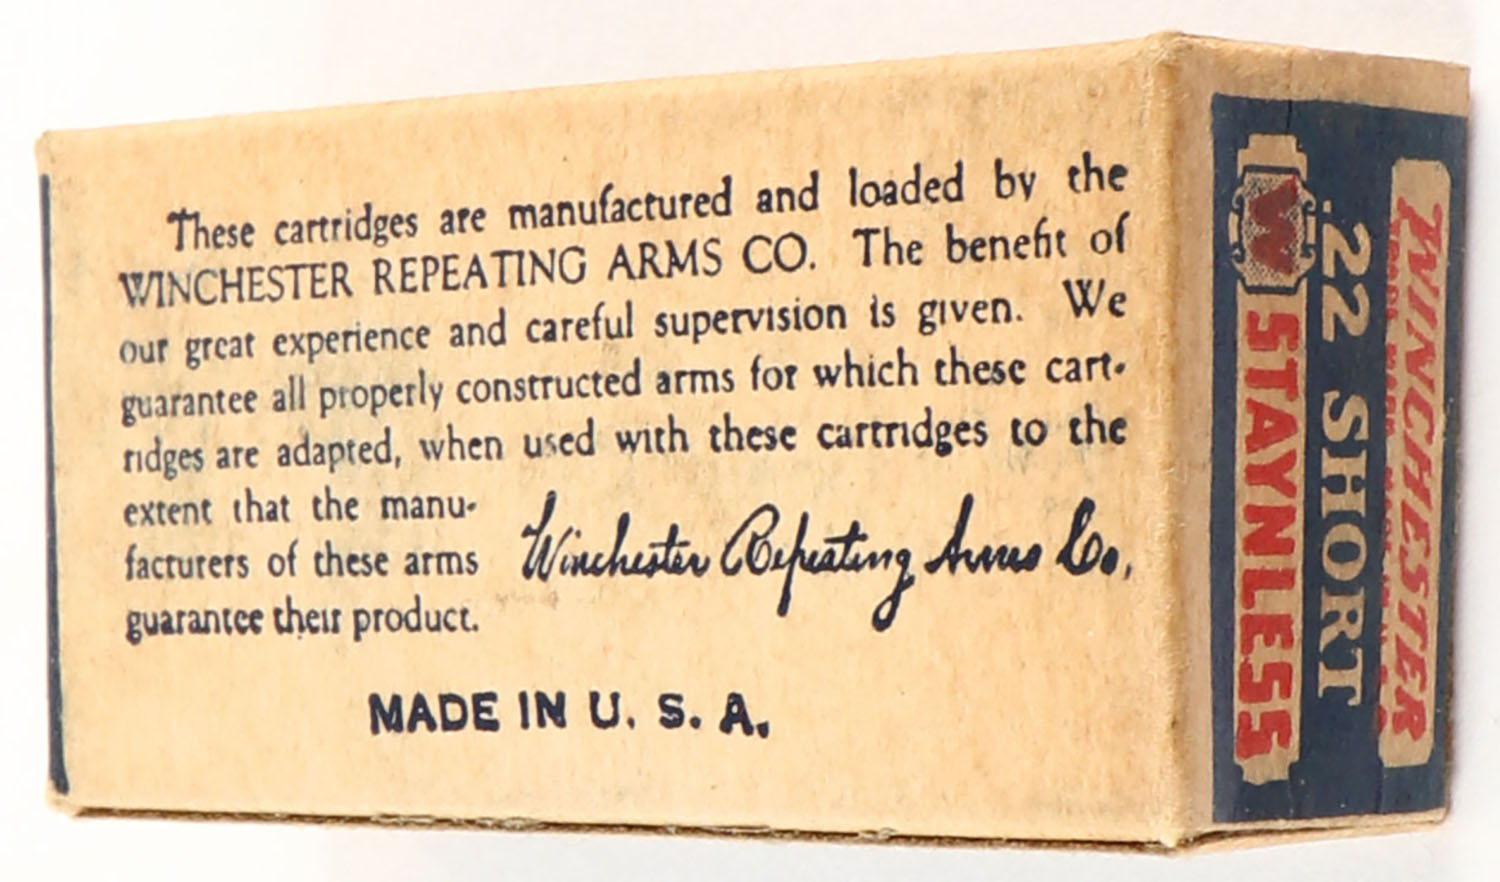 These cartridges are manufactured and loaded by the
WINCHESTER REPEATING ARMS CO. The benefit of
our great experience and careful supervision is given. We
guarantee all properly constructed arms for which these cart-
ridges are adapted, when used with these cartridges to the
extent that the manu-
facturers of these arms
guarantee their product.
Winchester Repeating Arms Co.,
MADE IN U. S. A.
WINCHESTER
TRADE MARK
.22 SHORT
W
STAYNLESS